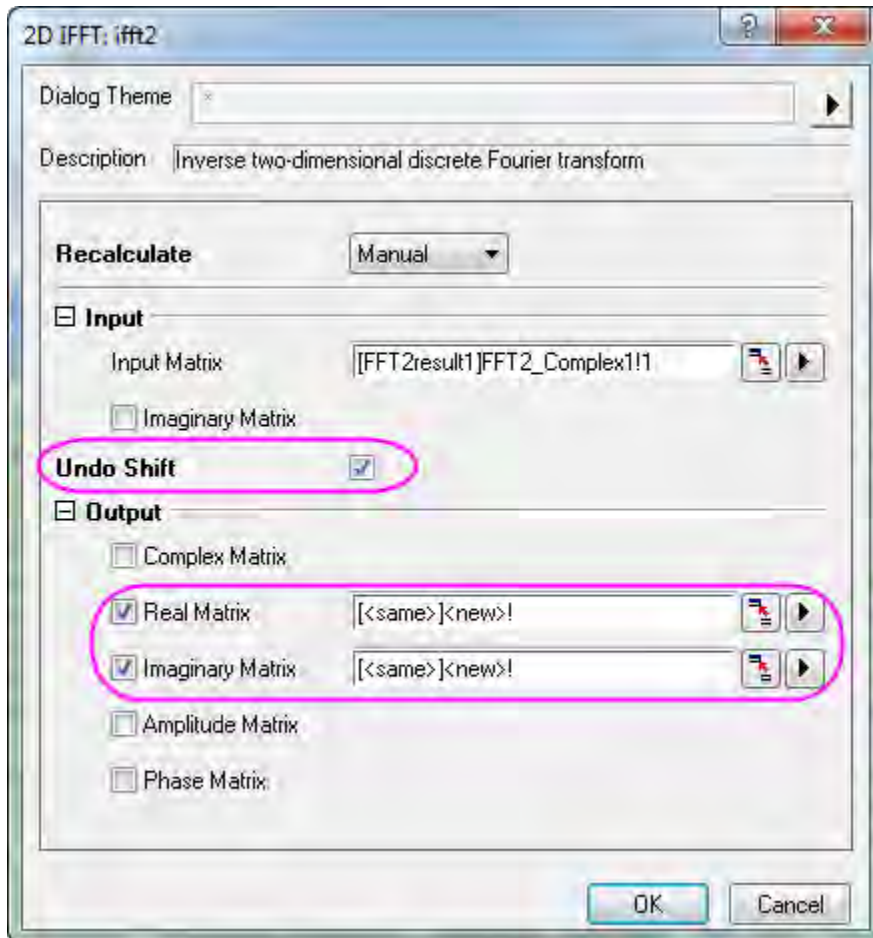 2D IFFT: ifft2
Dialog Theme *
Description Inverse two-dimensional discrete Fourier transform
Recalculate Manual
Input
Input Matrix [FFT2result1]FFT2_Complex1!1
Imaginary Matrix
Undo Shift
Output
Complex Matrix
Real Matrix [<same>]<new>!
Imaginary Matrix [<same>]<new>!
Amplitude Matrix
Phase Matrix
OK Cancel